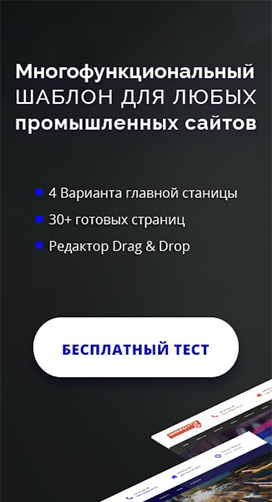 Многофункциональный
ШАБЛОН ДЛЯ ЛЮБЫХ
промышленных сайтов
4 Варианта главной станицы
30+ готовых страниц
Редактор Drag & Drop
БЕСПЛАТНЫЙ ТЕСТ